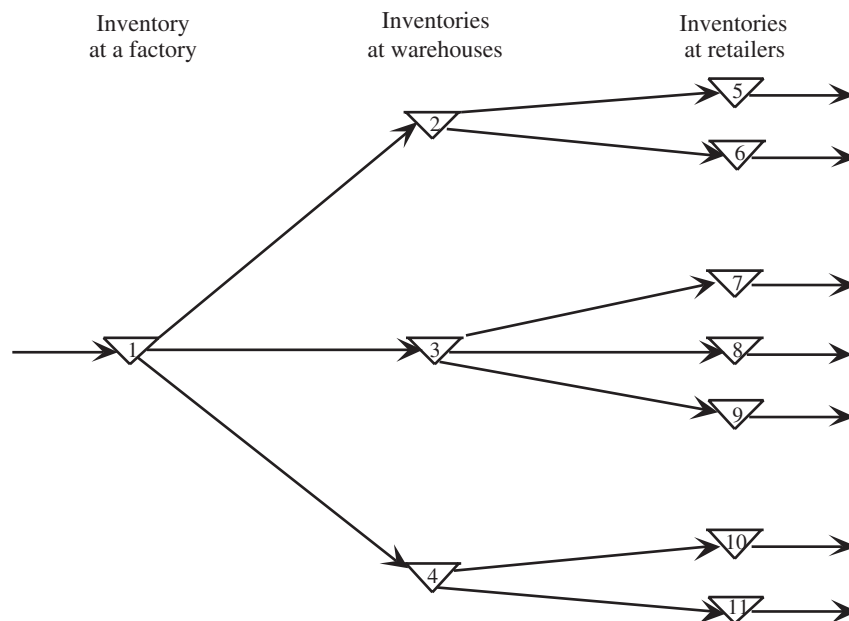 Inventory
at a factory
Inventories
at warehouses
Inventories
at retailers
5
2
6
7
1
3
8
9
10
4
11